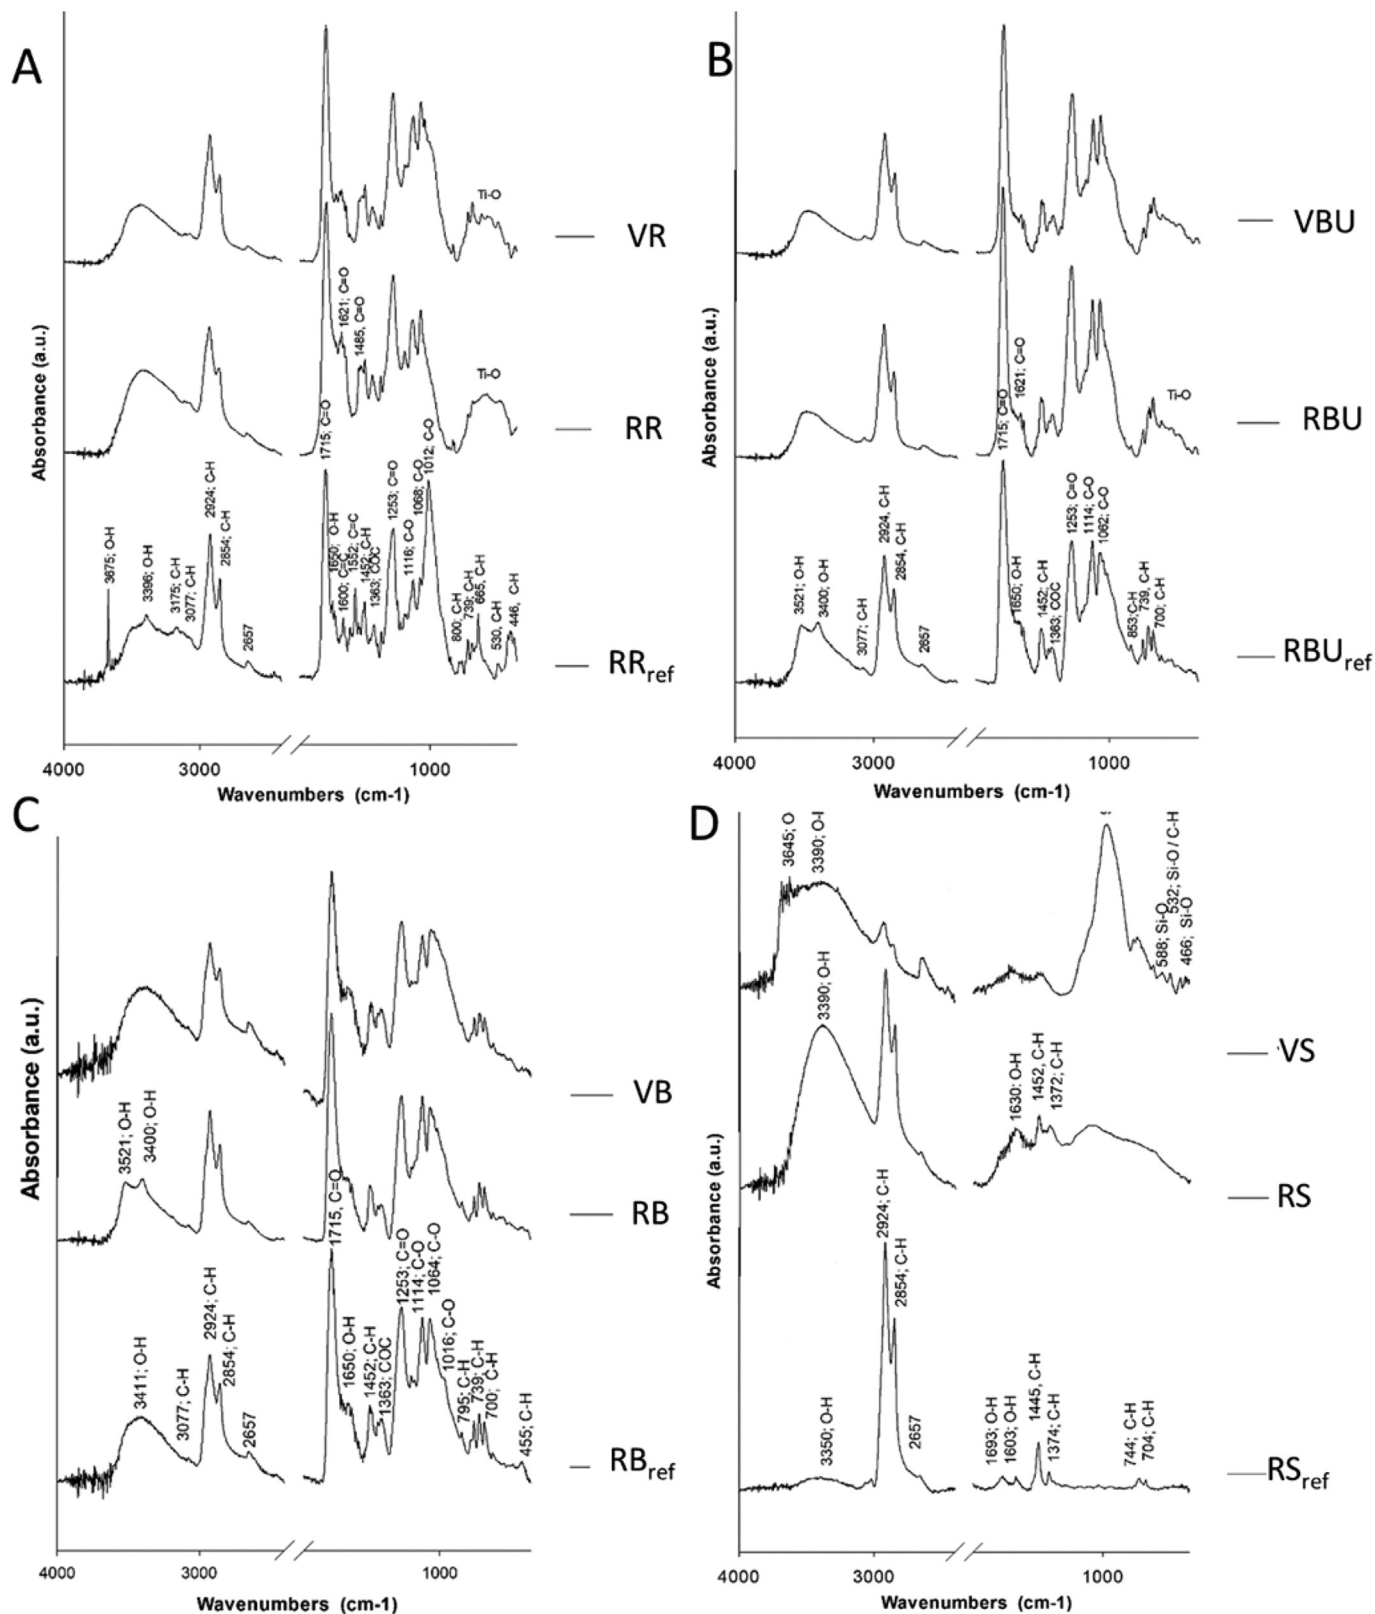 A
Absorbance (a.u.)
VR
Ti-O
RR
1621; C=O
1485, C=O
Ti-O
RRref
3675; O-H
3396; O-H
3175; C-H
3077; C-H
2924; C-H
2854; C-H
2657
1715; C=O
1650; O-H
1600; C=C
1552; C=C
1452; C-H
1363; COC
1253; C=O
1116; C-O
1068; C-O
1012; C-O
800; C-H
739; C-H
665, C-H
530, C-H
446, C-H
4000
3000
1000
Wavenumbers (cm-1)
B
Absorbance (a.u.)
VBU
RBU
1621; C=O
Ti-O
RBUref
3521; O-H
3400; O-H
3077; C-H
2924, C-H
2854, C-H
2657
1715; C=O
1650; O-H
1452; C-H
1363; COC
1253; C=O
1114; C-O
1062; C-O
853;C-H
739, C-H
700; C-H
4000
3000
1000
Wavenumbers (cm-1)
C
Absorbance (a.u.)
VB
RB
3521; O-H
3400; O-H
RBref
3411; O-H
3077; C-H
2924; C-H
2854; C-H
2657
1715, C=O
1650; O-H
1452; C-H
1363; COC
1253; C=O
1114; C-O
1064; C-O
1016; C-O
795; C-H
739; C-H
700; C-H
455; C-H
4000
3000
1000
Wavenumbers (cm-1)
D
Absorbance (a.u.)
VS
3645; O
3390; O-I
588; Si-O
532; Si-O / C-H
466; Si-O
RS
3390; O-H
1630: O-H
1452, C-H
1372; C-H
RSref
3350; O-H
2924; C-H
2854; C-H
2657
1693; O-H
1603; O-H
1445, C-H
1374; C-H
744; C-H
704; C-H
4000
3000
1000
Wavenumbers (cm-1)